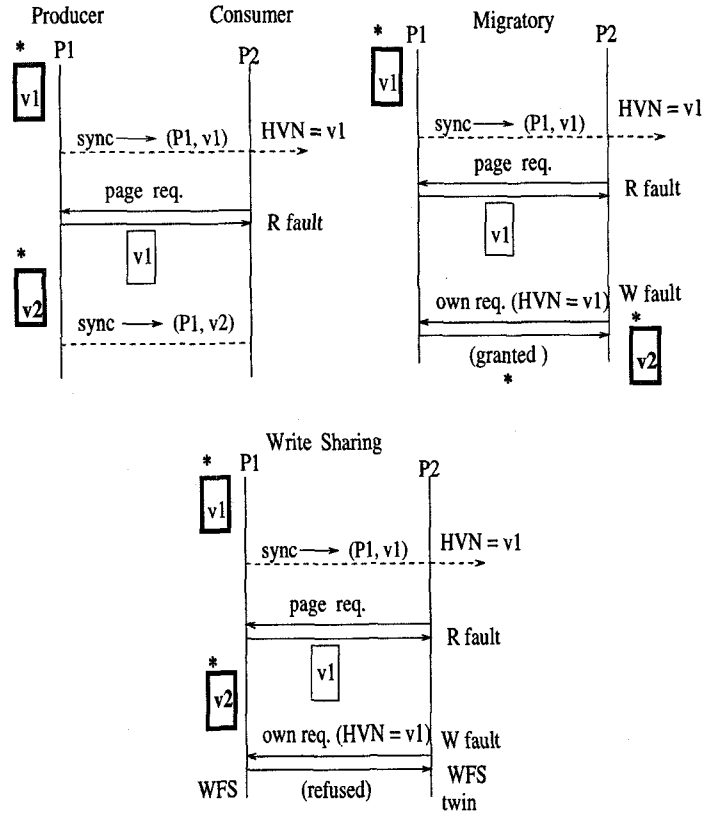 Producer Consumer
* P1 P2
v1
sync (P1, v1) HVN = v1
page req.
R fault
v1
*
v2
sync (P1, v2)
Migratory
* P1 P2
v1
sync (P1, v1) HVN = v1
page req.
R fault
v1
own req. (HVN = v1) W fault
*
(granted ) v2
*
Write Sharing
* P1 P2
v1
sync (P1, v1) HVN = v1
page req.
R fault
v1
*
v2
own req. (HVN = v1) W fault
WFS (refused) WFS
twin